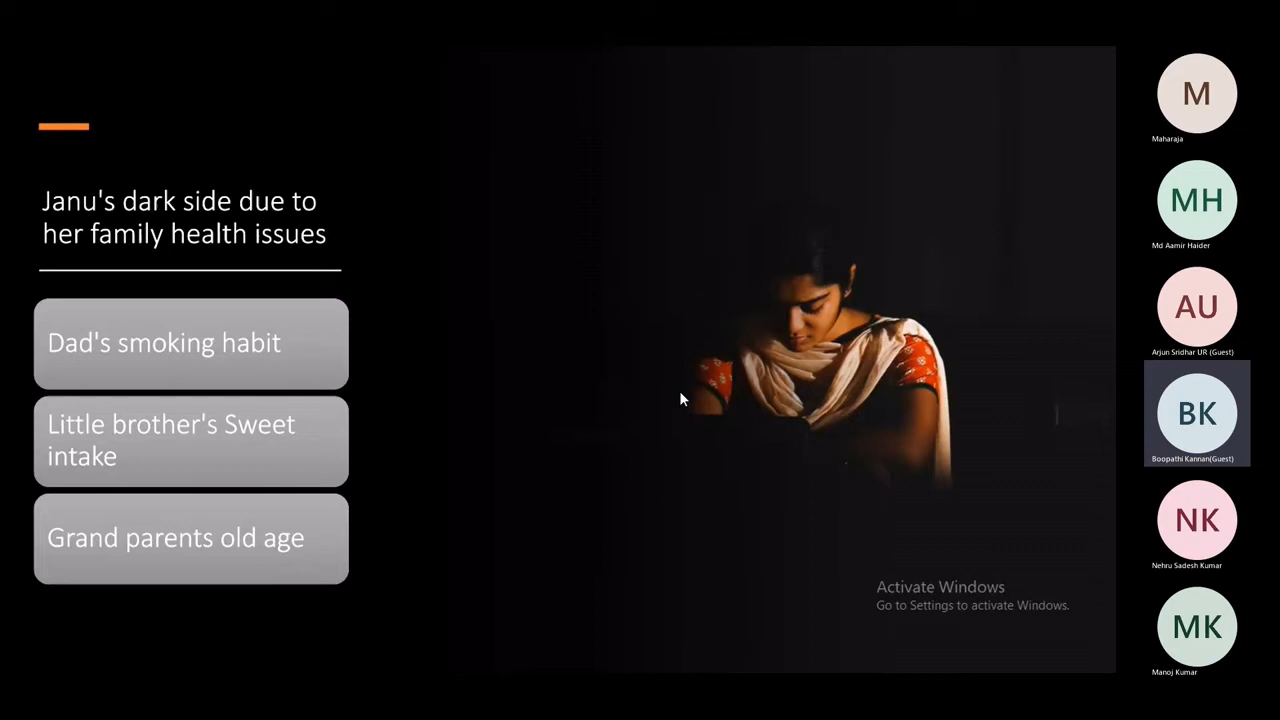 Janu's dark side due to
her family health issues
Dad's smoking habit
Little brother's Sweet
intake
Grand parents old age
Activate Windows
Go to Settings to activate Windows.
M
Maharaja
MH
Md Aamir Haider
AU
Arjun Sridhar UR (Guest)
BK
Boopathi Kannan(Guest)
NK
Nehru Sadesh Kumar
MK
Manoj Kumar